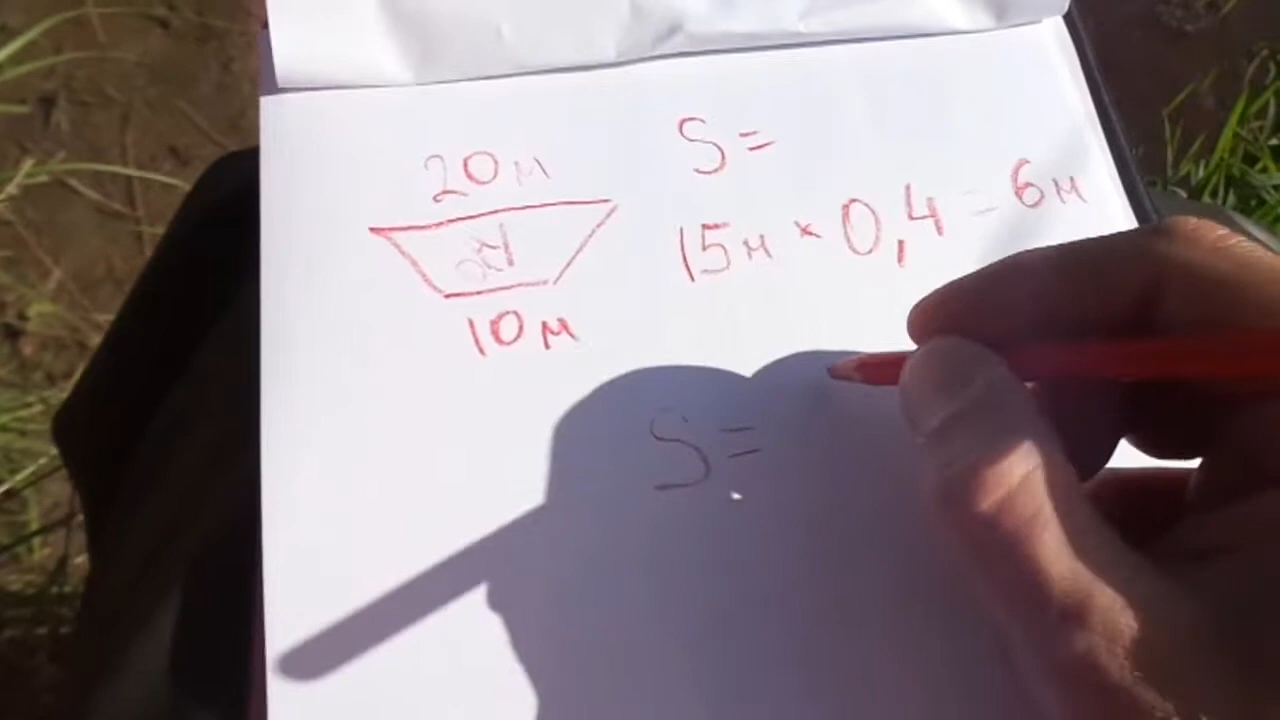 20м
S =
15м × 0,4 = 6м
10м
S =